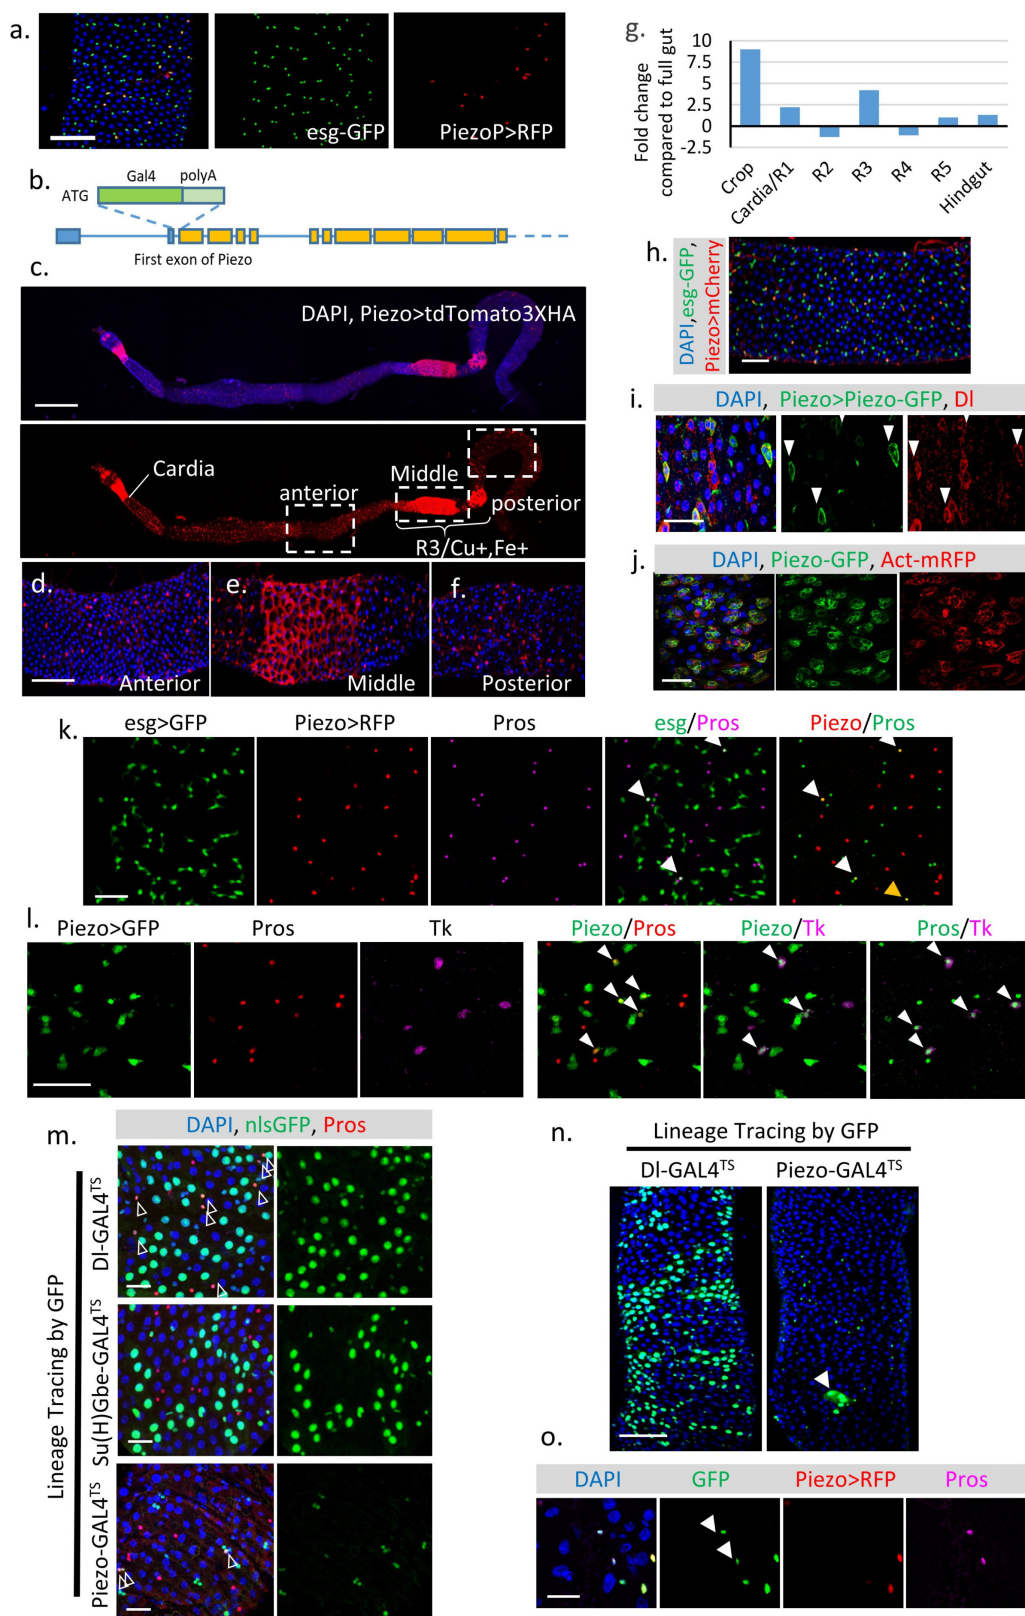 a.
esg-GFP
PiezoP>RFP
b.
Gal4
polyA
ATG
First exon of Piezo
c.
DAPI, Piezo>tdTomato3XHA
Cardia
anterior
Middle
posterior
R3/Cu+,Fe+
d.
Anterior
e.
Middle
f.
Posterior
g.
Fold change
compared to full gut
10
7.5
5
2.5
0
-2.5
Crop
Cardia/R1
R2
R3
R4
R5
Hindgut
h.
DAPI,esg-GFP,
Piezo>mCherry
i.
DAPI, Piezo>Piezo-GFP, Dl
j.
DAPI, Piezo-GFP, Act-mRFP
k.
esg>GFP
Piezo>RFP
Pros
esg/Pros
Piezo/Pros
l.
Piezo>GFP
Pros
Tk
Piezo/Pros
Piezo/Tk
Pros/Tk
m.
DAPI, nlsGFP, Pros
Lineage Tracing by GFP
Dl-GAL4TS
Su(H)Gbe-GAL4TS
Piezo-GAL4TS
n.
Lineage Tracing by GFP
Dl-GAL4TS
Piezo-GAL4TS
o.
DAPI
GFP
Piezo>RFP
Pros